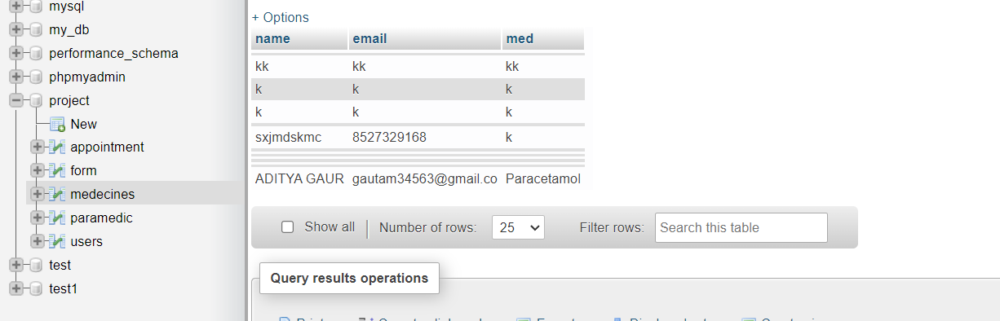 mysql
my_db
performance_schema
phpmyadmin
project
New
appointment
form
medecines
paramedic
users
test
test1
+ Options
name email med
kk kk kk
k k k
k k k
sxjmdskmc 8527329168 k
ADITYA GAUR gautam34563@gmail.co Paracetamol
Show all Number of rows: 25 Filter rows: Search this table
Query results operations